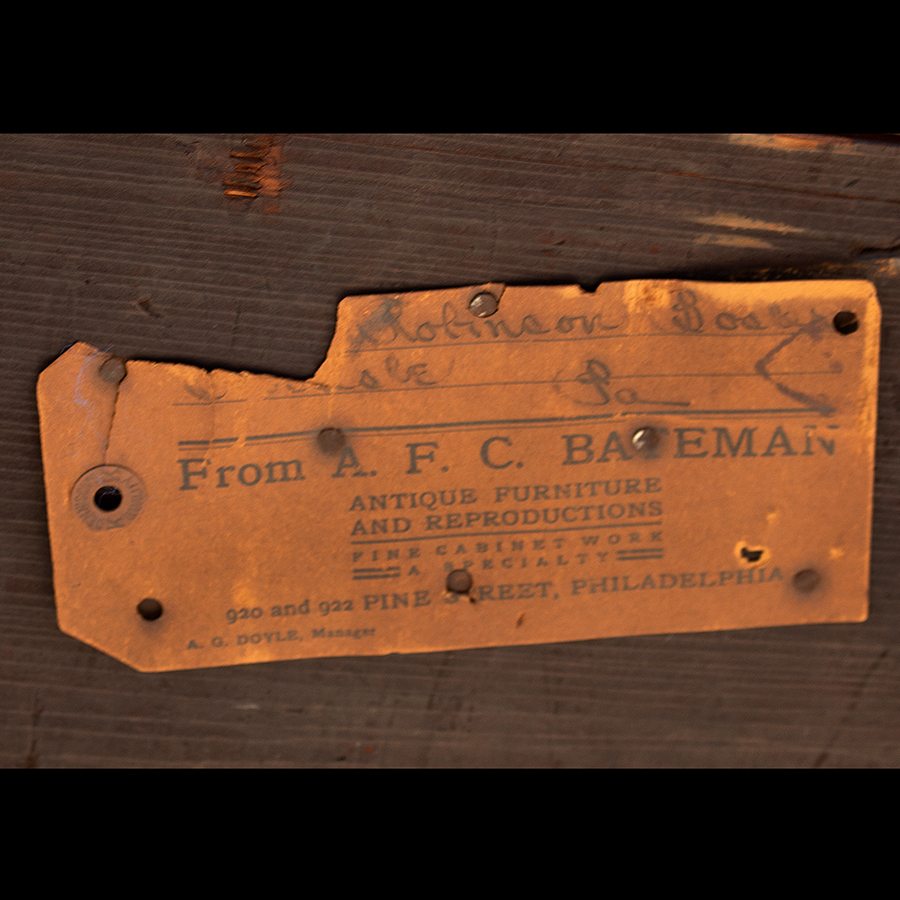 Robinson
Pa
From A. F. C. BATEMAN
ANTIQUE FURNITURE
AND REPRODUCTIONS
FINE CABINET WORK
A SPECIALTY
920 and 922 PINE STREET, PHILADELPHIA
A. G. DOYLE, Manager